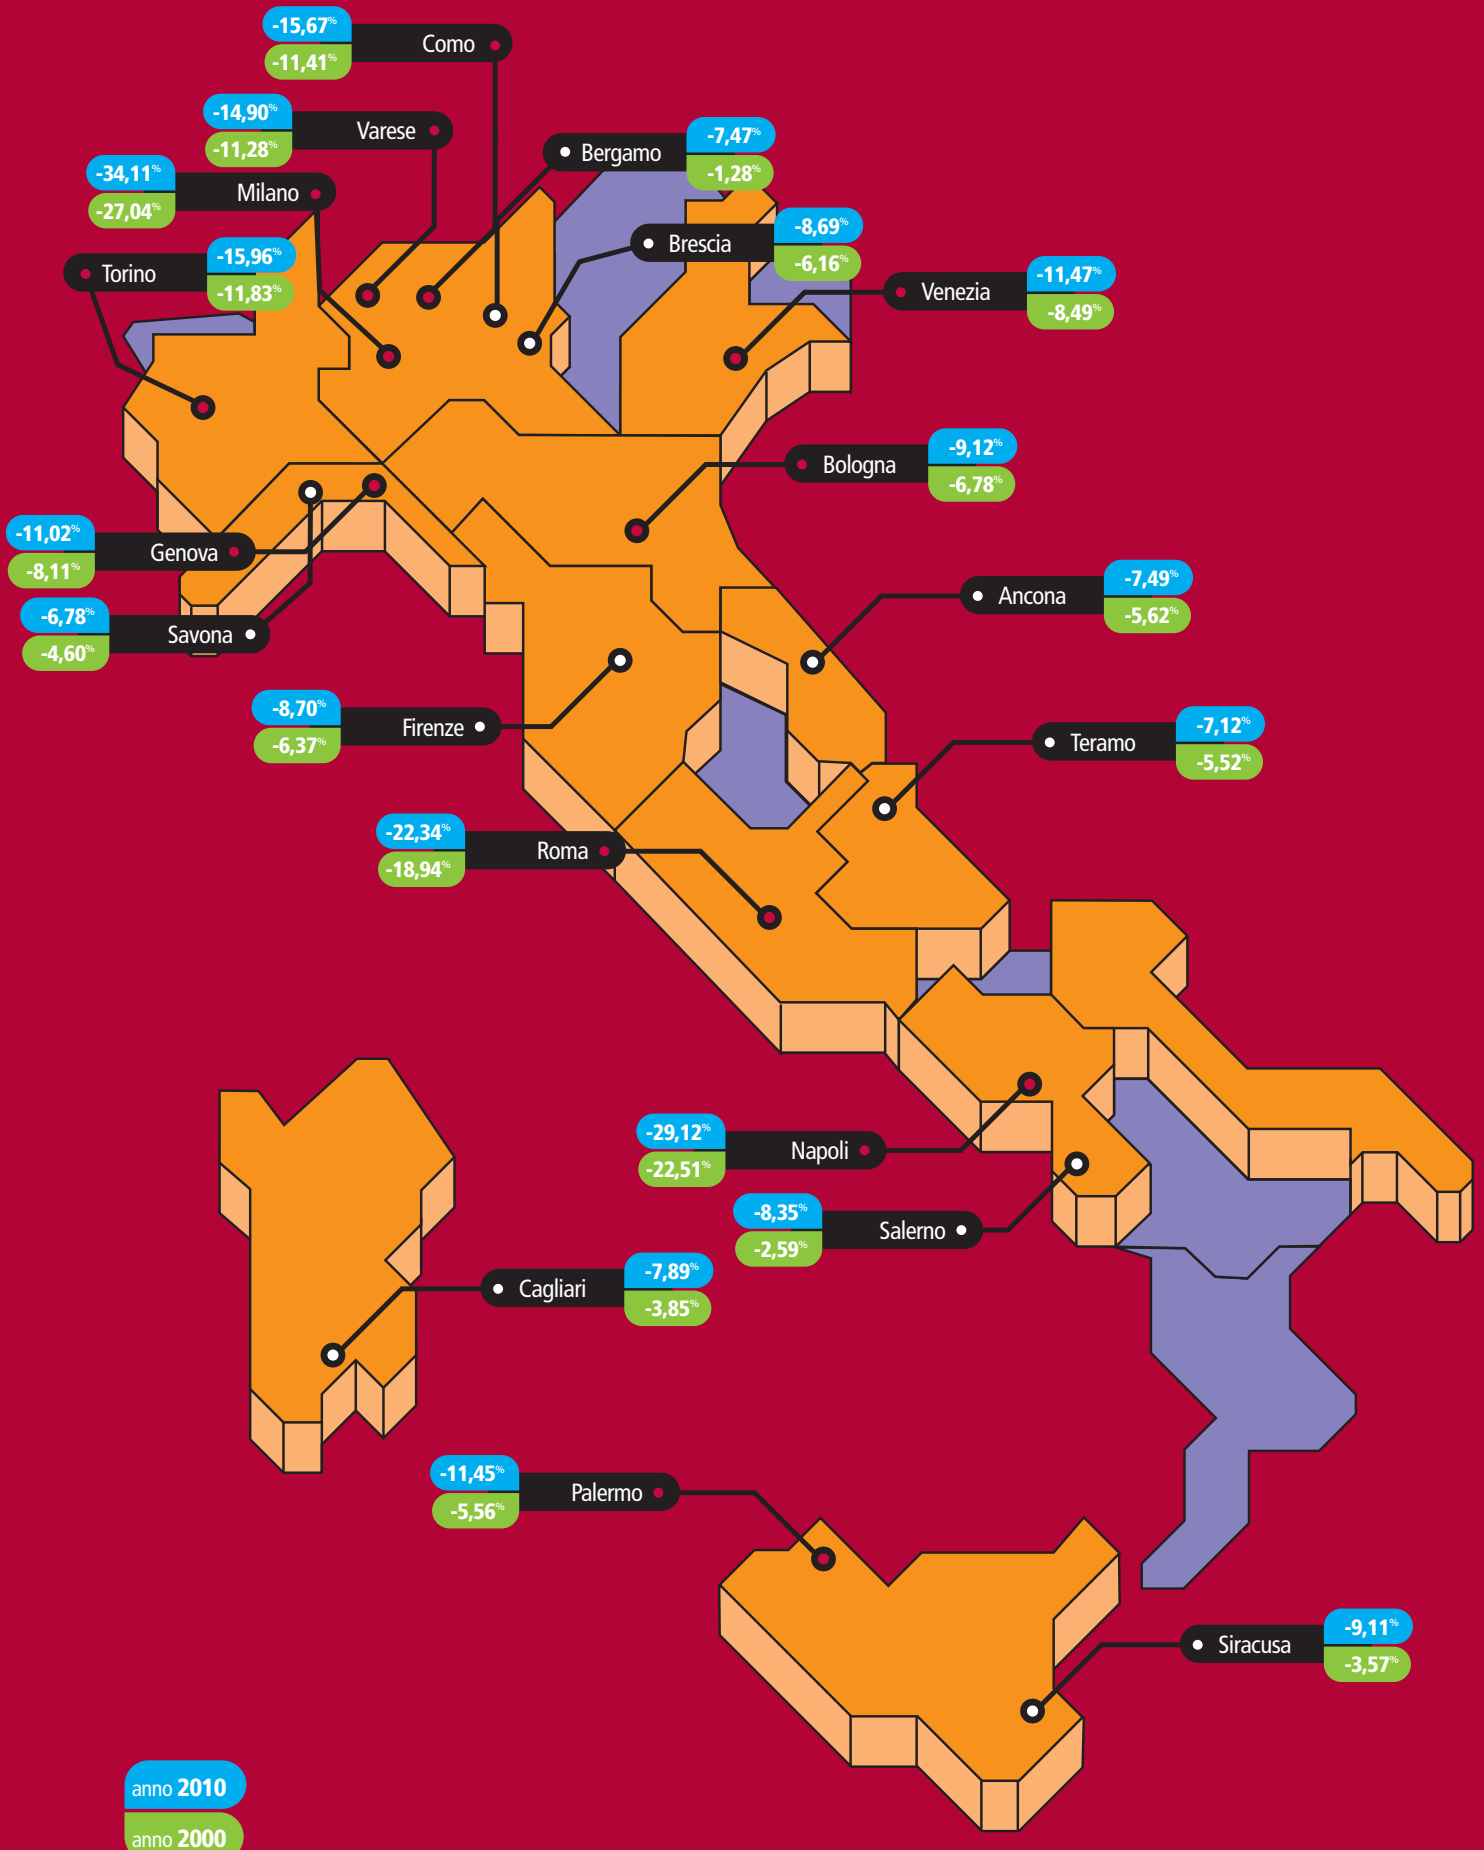 -15,67%
Como
-11,41%
-14,90%
Varese
-11,28%
-7,47%
Bergamo
-1,28%
-34,11%
Milano
-27,04%
-8,69%
Brescia
-6,16%
-15,96%
Torino
-11,83%
-11,47%
Venezia
-8,49%
-9,12%
Bologna
-6,78%
-11,02%
Genova
-8,11%
-7,49%
Ancona
-5,62%
-6,78%
Savona
-4,60%
-8,70%
Firenze
-6,37%
-7,12%
Teramo
-5,52%
-22,34%
Roma
-18,94%
-29,12%
Napoli
-22,51%
-8,35%
Salerno
-2,59%
-7,89%
Cagliari
-3,85%
-11,45%
Palermo
-5,56%
-9,11%
Siracusa
-3,57%
anno 2010
anno 2000